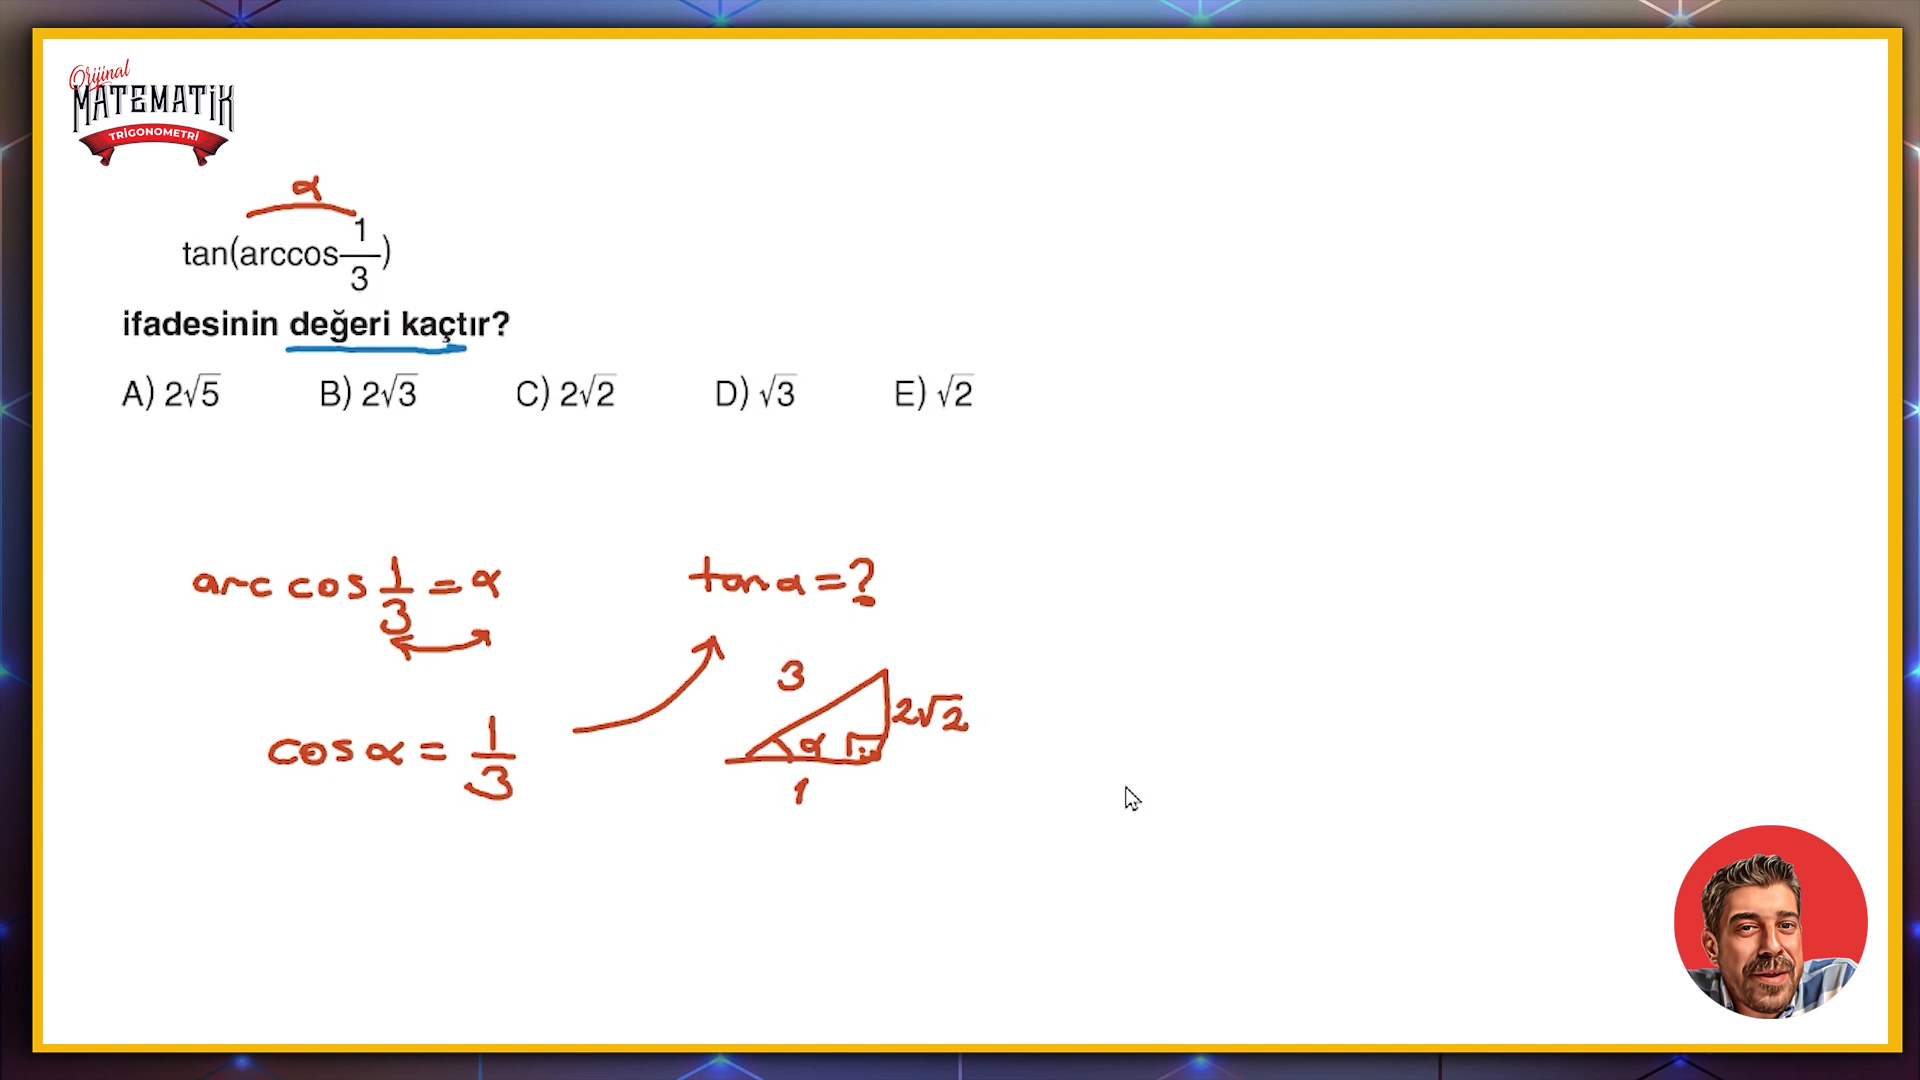 Orijinal
MATEMATİK
TRİGONOMETRİ
α
tan(arccos 1/3)
ifadesinin değeri kaçtır?
A) 2√5 B) 2√3 C) 2√2 D) √3 E) √2
arc cos 1/3 = α
tan α = ?
3
2√2
α
1
cos α = 1/3